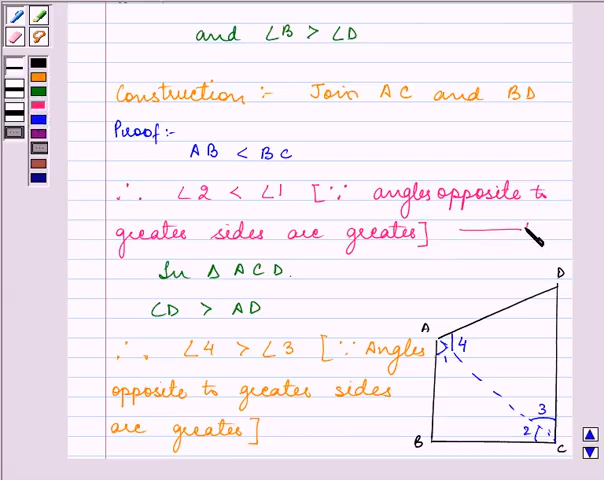 and ∠B > ∠D
Construction:- Join AC and BD
Proof:-
AB < BC
∴ ∠2 < ∠1 [∵ angles opposite to
greater sides are greater]
In Δ ACD.
CD > AD
∴ ∠4 > ∠3 [∵ Angles
opposite to greater sides
are greater]
D
A
4
1
3
2
B
C